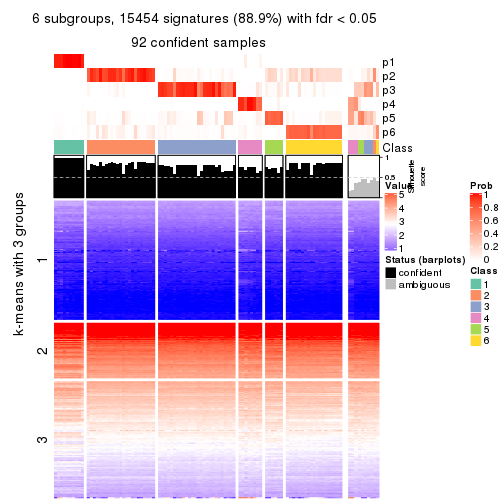 6 subgroups, 15454 signatures (88.9%) with fdr < 0.05
92 confident samples
p1
p2
p3
p4
p5
p6
Class
1
0.5
0
Silhouette
score
k-means with 3 groups
1
2
3
Value
5
4
3
2
1
Status (barplots)
confident
ambiguous
Prob
1
0.8
0.6
0.4
0.2
0
Class
1
2
3
4
5
6